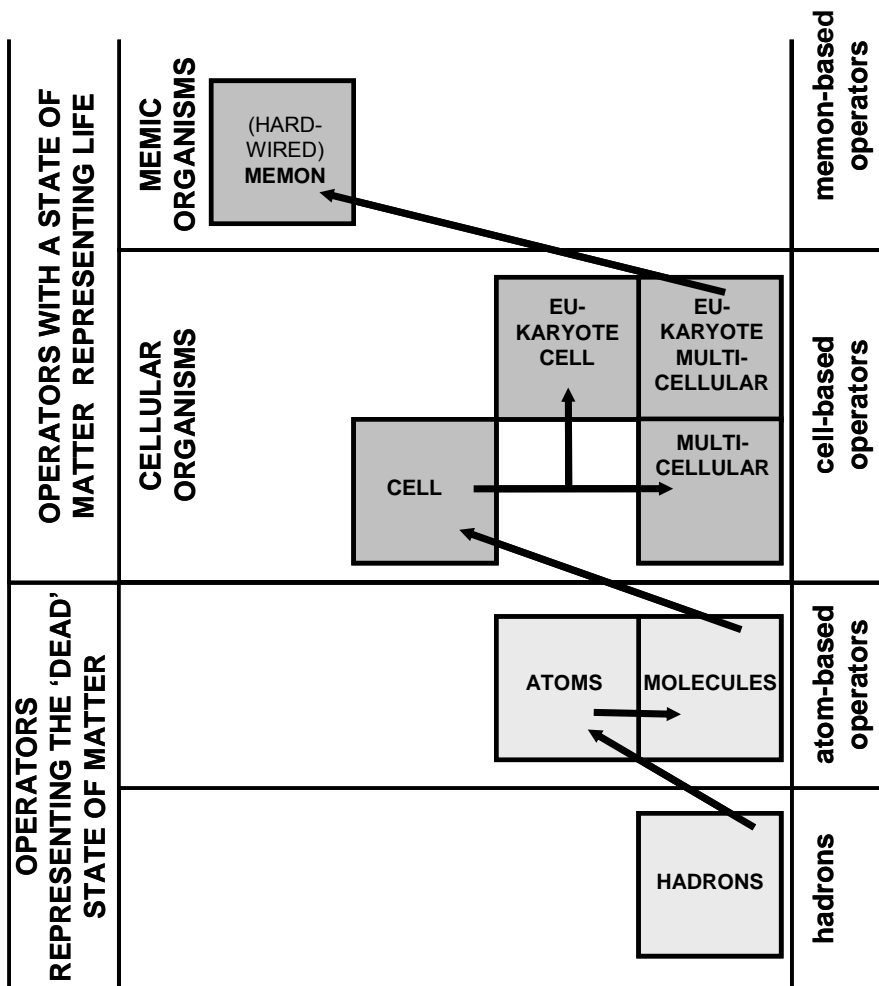 OPERATORS WITH A STATE OF
MATTER REPRESENTING LIFE
MEMIC
ORGANISMS
(HARD-
WIRED)
MEMON
memon-based
operators
CELLULAR
ORGANISMS
EU-
KARYOTE
CELL
EU-
KARYOTE
MULTI-
CELLULAR
CELL
MULTI-
CELLULAR
cell-based
operators
OPERATORS
REPRESENTING THE ‘DEAD’
STATE OF MATTER
ATOMS
MOLECULES
atom-based
operators
HADRONS
hadrons